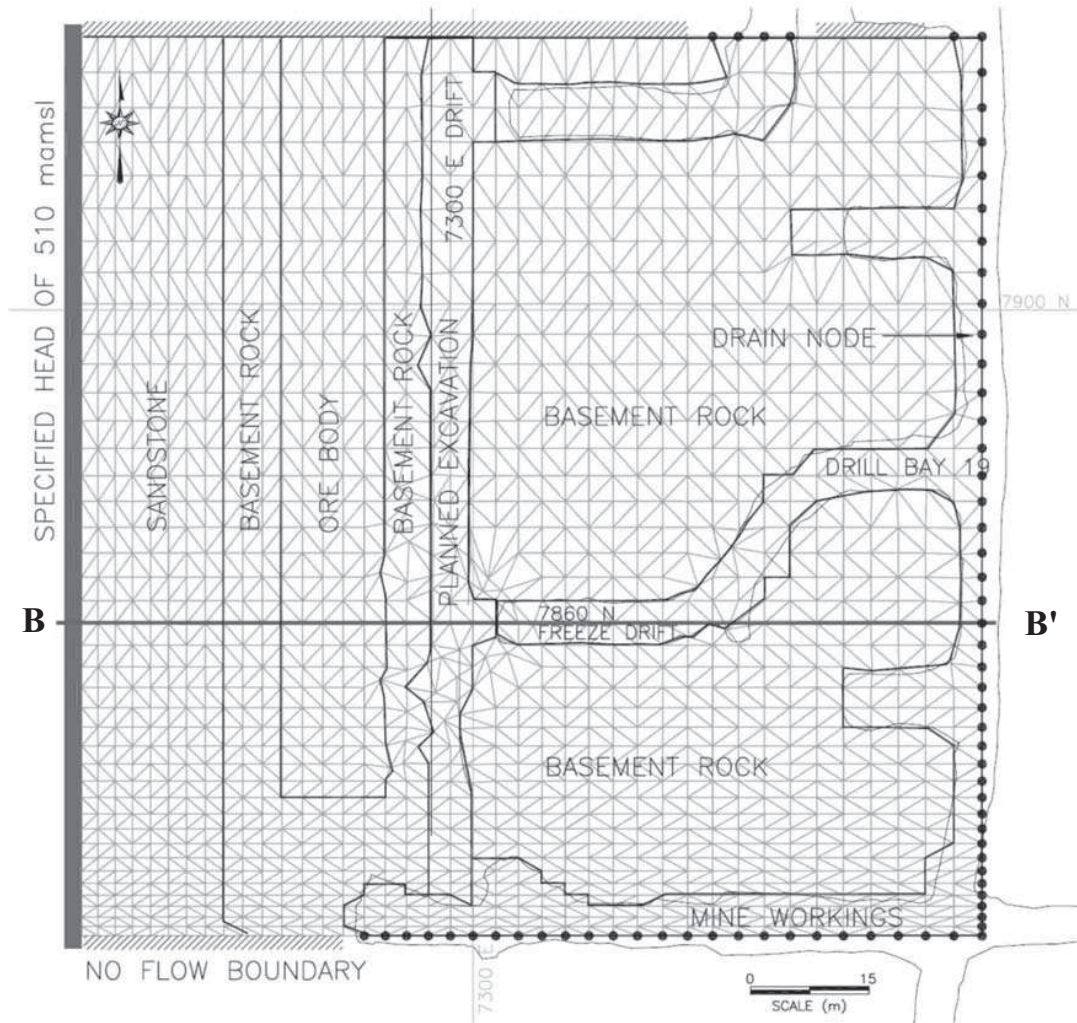 SPECIFIED HEAD OF 510 mamsl
SANDSTONE
BASEMENT ROCK
ORE BODY
BASEMENT ROCK
PLANNED EXCAVATION
7300 E DRIFT
7900 N
DRAIN NODE
BASEMENT ROCK
DRILL BAY 19
B
7860 N
FREEZE DRIFT
B'
BASEMENT ROCK
MINE WORKINGS
NO FLOW BOUNDARY
7300 E
0 15
SCALE (m)